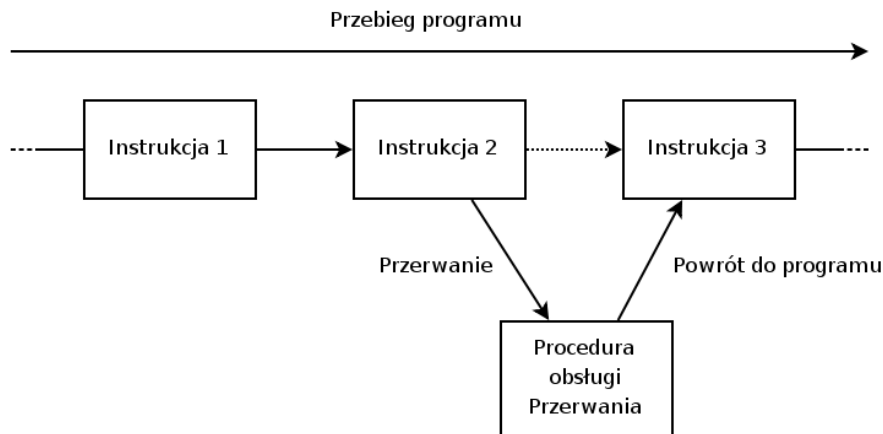 Przebieg programu
Instrukcja 1
Instrukcja 2
Instrukcja 3
Przerwanie
Powrót do programu
Procedura
obsługi
Przerwania